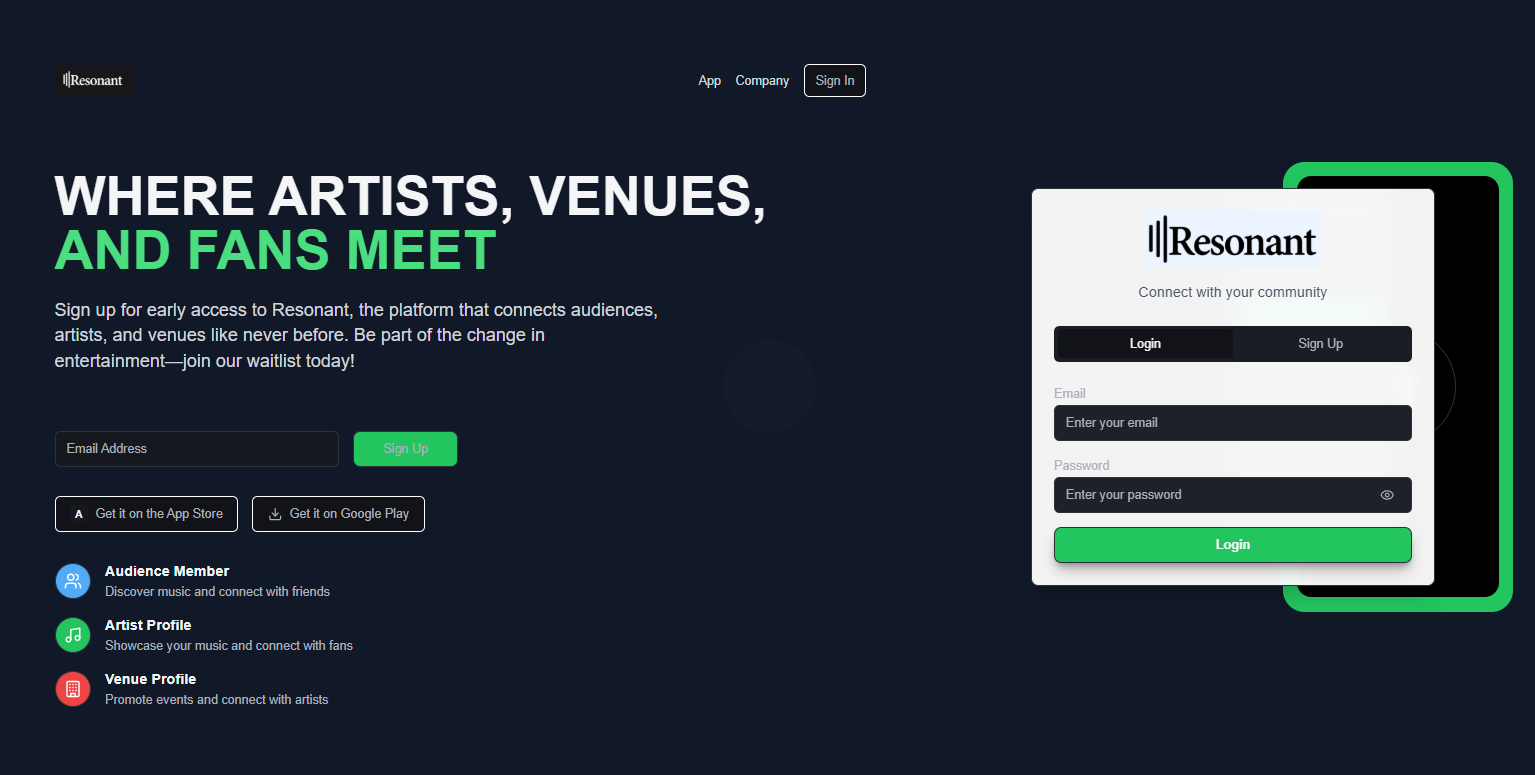 Resonant
App
Company
Sign In
WHERE ARTISTS, VENUES,
AND FANS MEET
Sign up for early access to Resonant, the platform that connects audiences,
artists, and venues like never before. Be part of the change in
entertainment—join our waitlist today!
Email Address
Sign Up
A Get it on the App Store
Get it on Google Play
Audience Member
Discover music and connect with friends
Artist Profile
Showcase your music and connect with fans
Venue Profile
Promote events and connect with artists
Resonant
Connect with your community
Login
Sign Up
Email
Enter your email
Password
Enter your password
Login